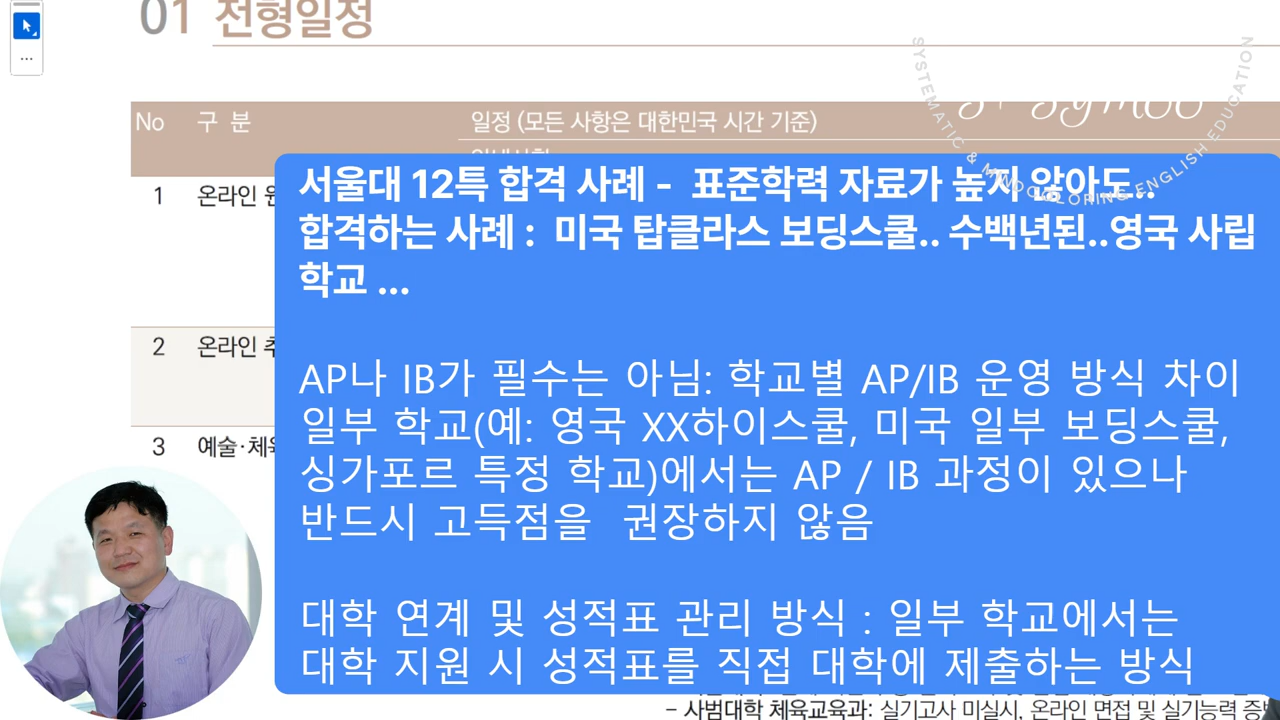 01 전형일정
No 구 분 일정 (모든 사항은 대한민국 시간 기준)
SYSTEMATIC & MINDCOLORING ENGLISH EDUCATION
1 온라인
서울대 12특 합격 사례 - 표준학력 자료가 높지 않아도..
합격하는 사례 : 미국 탑클라스 보딩스쿨.. 수백년된..영국 사립
학교 ...
2 온라인
AP나 IB가 필수는 아님: 학교별 AP/IB 운영 방식 차이
일부 학교(예: 영국 XX하이스쿨, 미국 일부 보딩스쿨,
3 예술·체육
싱가포르 특정 학교)에서는 AP / IB 과정이 있으나
반드시 고득점을 권장하지 않음
대학 연계 및 성적표 관리 방식 : 일부 학교에서는
대학 지원 시 성적표를 직접 대학에 제출하는 방식
- 사범대학 체육교육과: 실기고사 미실시, 온라인 면접 및 실기능력